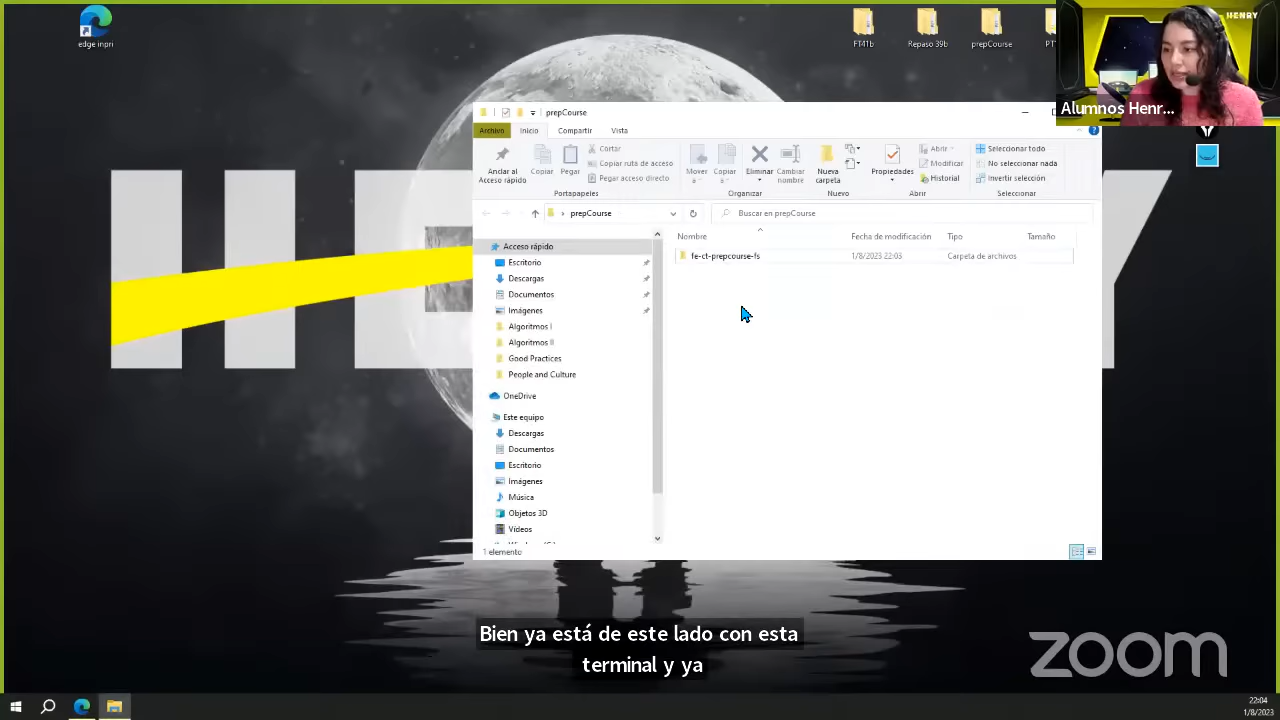 edge inpri
FT41b
Repaso 39b
prepCourse
HENRY
Alumnos Henr...
prepCourse
Archivo
Inicio
Compartir
Vista
Anclar al
Acceso rápido
Copiar
Pegar
Cortar
Copiar ruta de acceso
Pegar acceso directo
Portapapeles
Mover
a
Copiar
a
Eliminar
Cambiar
nombre
Organizar
Nueva
carpeta
Nuevo
Propiedades
Abrir
Modificar
Historial
Abrir
Seleccionar todo
No seleccionar nada
Invertir selección
Seleccionar
prepCourse
Buscar en prepCourse
Nombre
Fecha de modificación
Tipo
Tamaño
fe-ct-prepcourse-fs
1/8/2023 22:03
Carpeta de archivos
Acceso rápido
Escritorio
Descargas
Documentos
Imágenes
Algoritmos I
Algoritmos II
Good Practices
People and Culture
OneDrive
Este equipo
Descargas
Documentos
Escritorio
Imágenes
Música
Objetos 3D
Vídeos
1 elemento
Bien ya está de este lado con esta
terminal y ya
zoom
22:04
1/8/2023